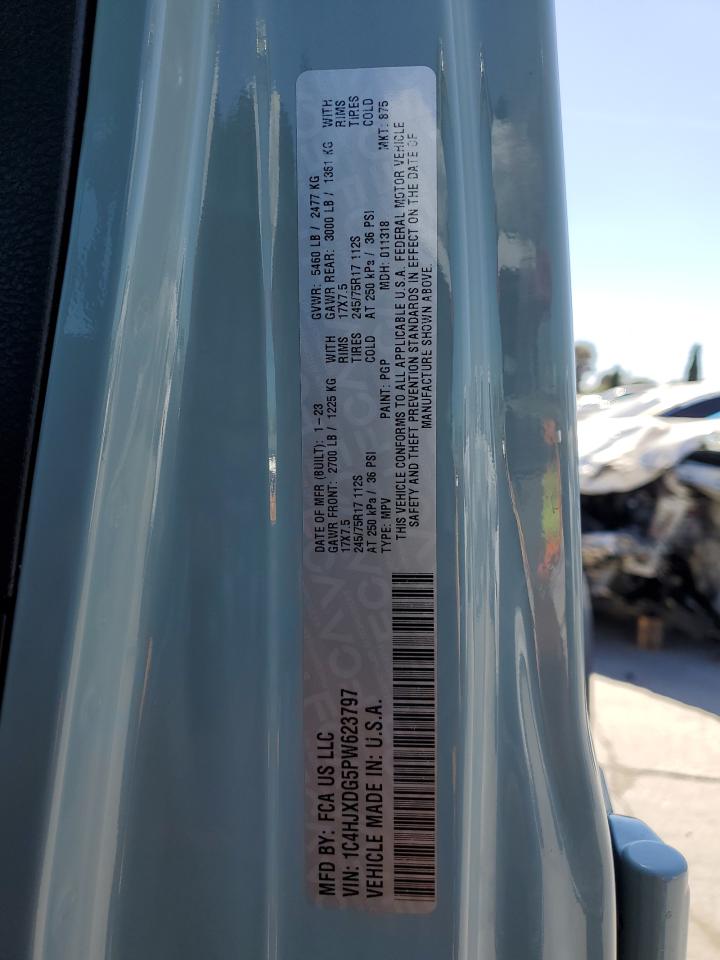 MFD BY: FCA US LLC
VIN: 1C4HJXDG5PW623797
VEHICLE MADE IN: U.S.A.
DATE OF MFR (BUILT): 1-23 GVWR: 5460 LB / 2477 KG
GAWR FRONT: 2700 LB / 1225 KG WITH GAWR REAR: 3000 LB / 1361 KG WITH
17X7.5 RIMS 17X7.5 RIMS
245/75R17 112S TIRES 245/75R17 112S TIRES
AT 250 kPa / 36 PSI COLD AT 250 kPa / 36 PSI COLD
TYPE: MPV PAINT: PGP MDH: 011318 MKT: 875
THIS VEHICLE CONFORMS TO ALL APPLICABLE U.S.A. FEDERAL MOTOR VEHICLE
SAFETY AND THEFT PREVENTION STANDARDS IN EFFECT ON THE DATE OF
MANUFACTURE SHOWN ABOVE.